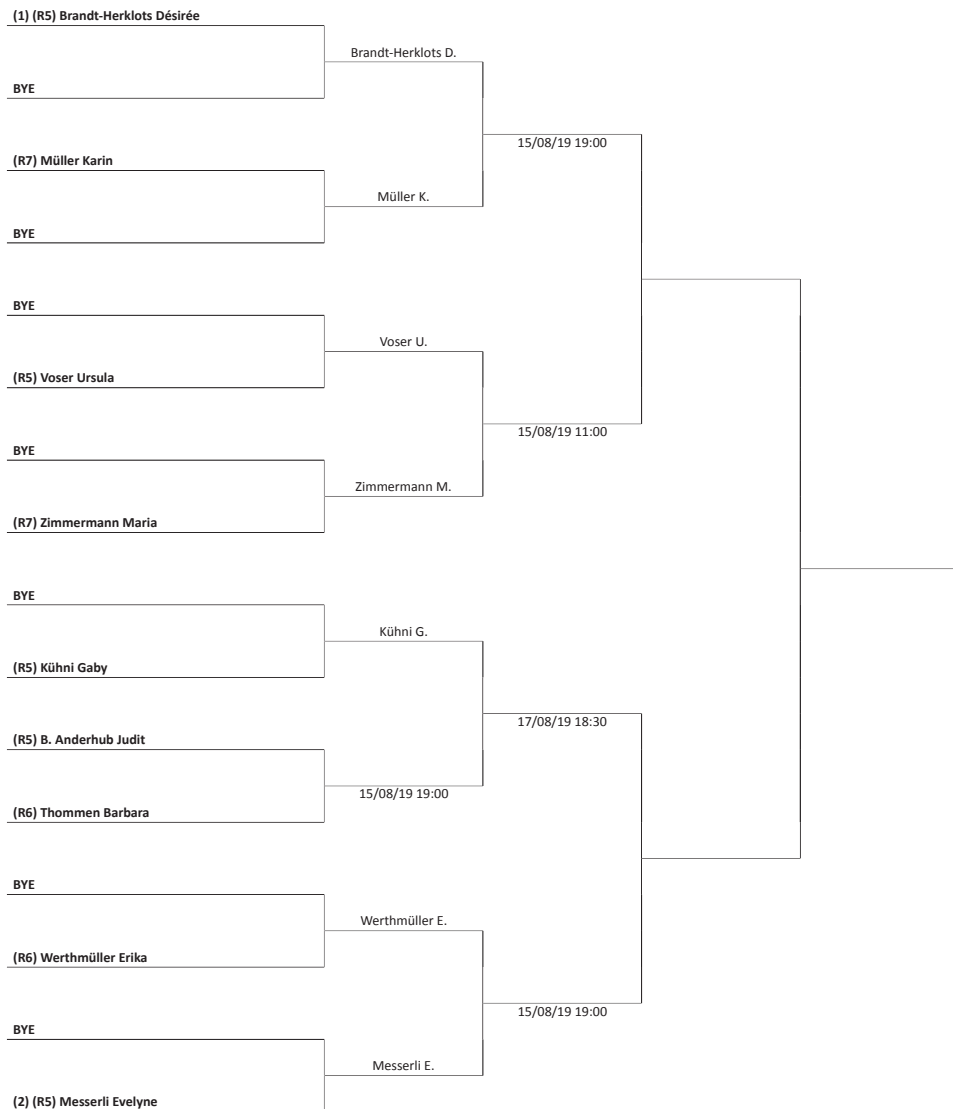 (1) (R5) Brandt-Herklots Désirée
Brandt-Herklots D.
BYE
15/08/19 19:00
(R7) Müller Karin
Müller K.
BYE
BYE
Voser U.
(R5) Voser Ursula
15/08/19 11:00
BYE
Zimmermann M.
(R7) Zimmermann Maria
BYE
Kühni G.
(R5) Kühni Gaby
17/08/19 18:30
(R5) B. Anderhub Judit
15/08/19 19:00
(R6) Thommen Barbara
BYE
Werthmüller E.
(R6) Werthmüller Erika
15/08/19 19:00
BYE
Messerli E.
(2) (R5) Messerli Evelyne